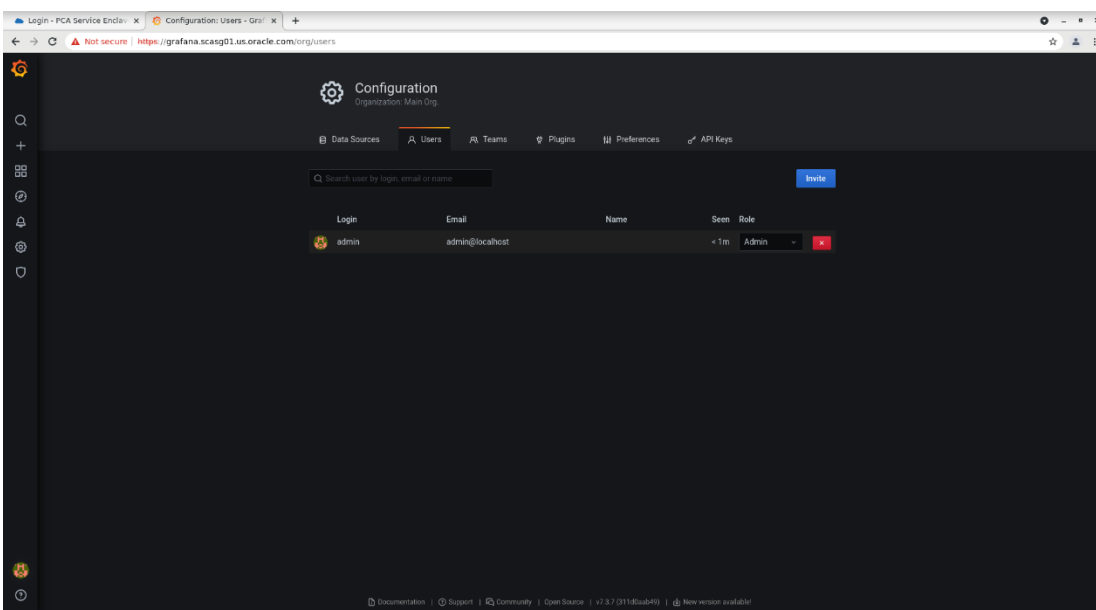 Login - PCA Service Enclav x Configuration: Users - Graf x +
Not secure | https://grafana.scasg01.us.oracle.com/org/users
Configuration
Organization: Main Org.
Data Sources Users Teams Plugins Preferences API Keys
Search user by login, email or name Invite
Login Email Name Seen Role
admin admin@localhost < 1m Admin
Documentation | Support | Community | Open Source | v7.3.7 (311d0aab49) | New version available!